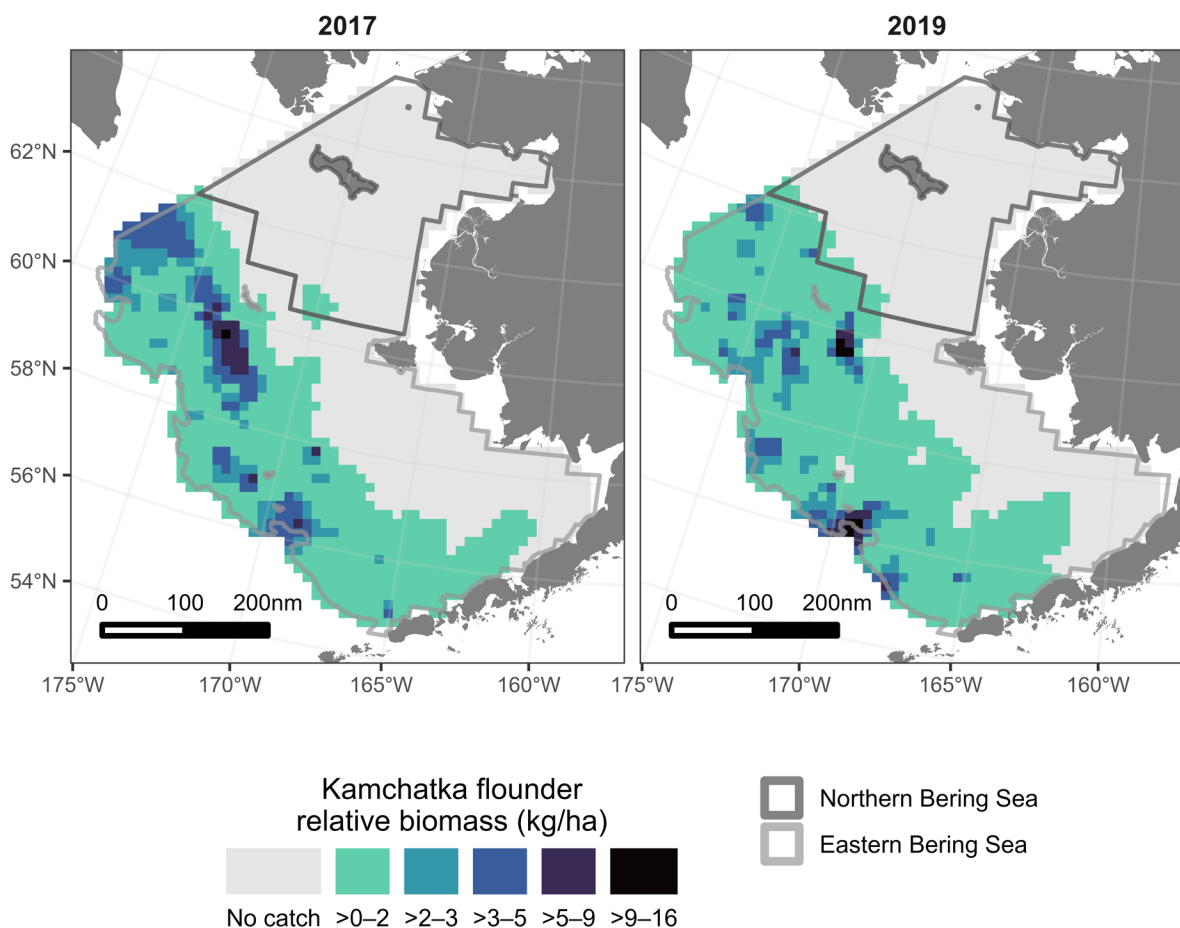 2017
2019
62°N
60°N
58°N
56°N
54°N
0 100 200nm
0 100 200nm
175°W 170°W 165°W 160°W
175°W 170°W 165°W 160°W
Kamchatka flounder
relative biomass (kg/ha)
No catch >0–2 >2–3 >3–5 >5–9 >9–16
Northern Bering Sea
Eastern Bering Sea